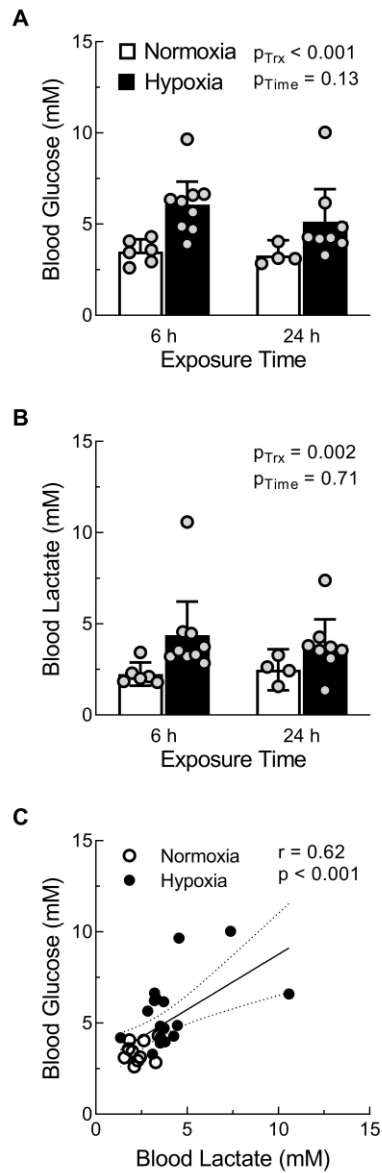 A
Normoxia
Hypoxia
pTrx < 0.001
pTime = 0.13
Blood Glucose (mM)
15
10
5
0
6 h
24 h
Exposure Time
B
pTrx = 0.002
pTime = 0.71
Blood Lactate (mM)
15
10
5
0
6 h
24 h
Exposure Time
C
Normoxia
Hypoxia
r = 0.62
p < 0.001
Blood Glucose (mM)
15
10
5
0
0
5
10
15
Blood Lactate (mM)